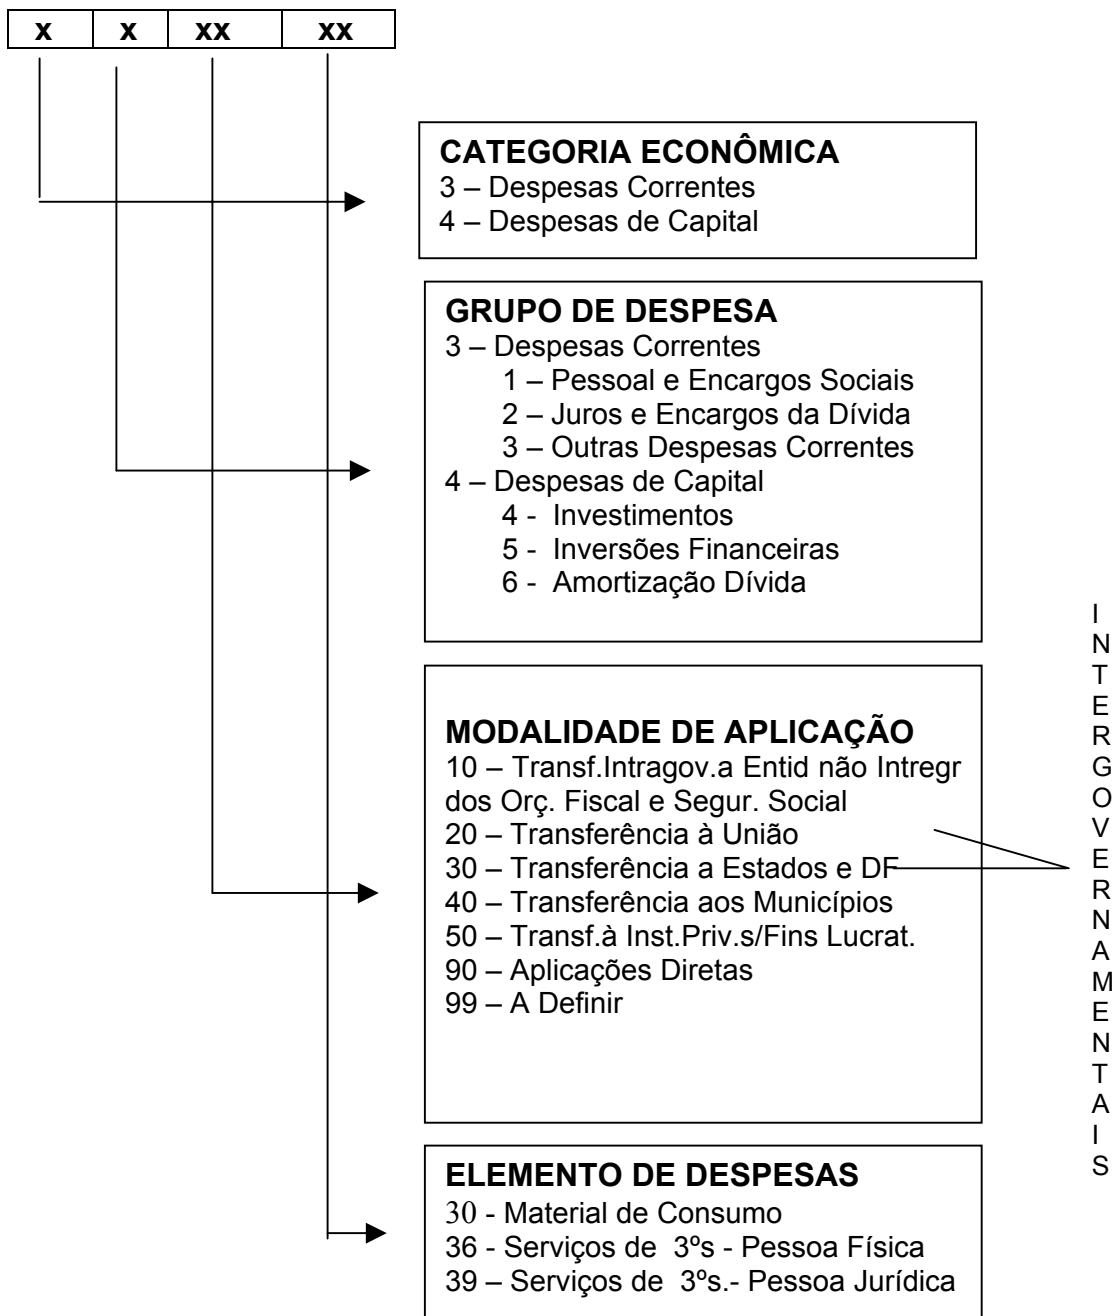 x x xx xx
CATEGORIA ECONÔMICA
3 – Despesas Correntes
4 – Despesas de Capital
GRUPO DE DESPESA
3 – Despesas Correntes
1 – Pessoal e Encargos Sociais
2 – Juros e Encargos da Dívida
3 – Outras Despesas Correntes
4 – Despesas de Capital
4 - Investimentos
5 - Inversões Financeiras
6 - Amortização Dívida
MODALIDADE DE APLICAÇÃO
10 – Transf.Intragov.a Entid não Intregr
dos Orç. Fiscal e Segur. Social
20 – Transferência à União
30 – Transferência a Estados e DF
40 – Transferência aos Municípios
50 – Transf.à Inst.Priv.s/Fins Lucrat.
90 – Aplicações Diretas
99 – A Definir
I
N
T
E
R
G
O
V
E
R
N
A
M
E
N
T
A
I
S
ELEMENTO DE DESPESAS
30 - Material de Consumo
36 - Serviços de 3ºs - Pessoa Física
39 – Serviços de 3ºs.- Pessoa Jurídica